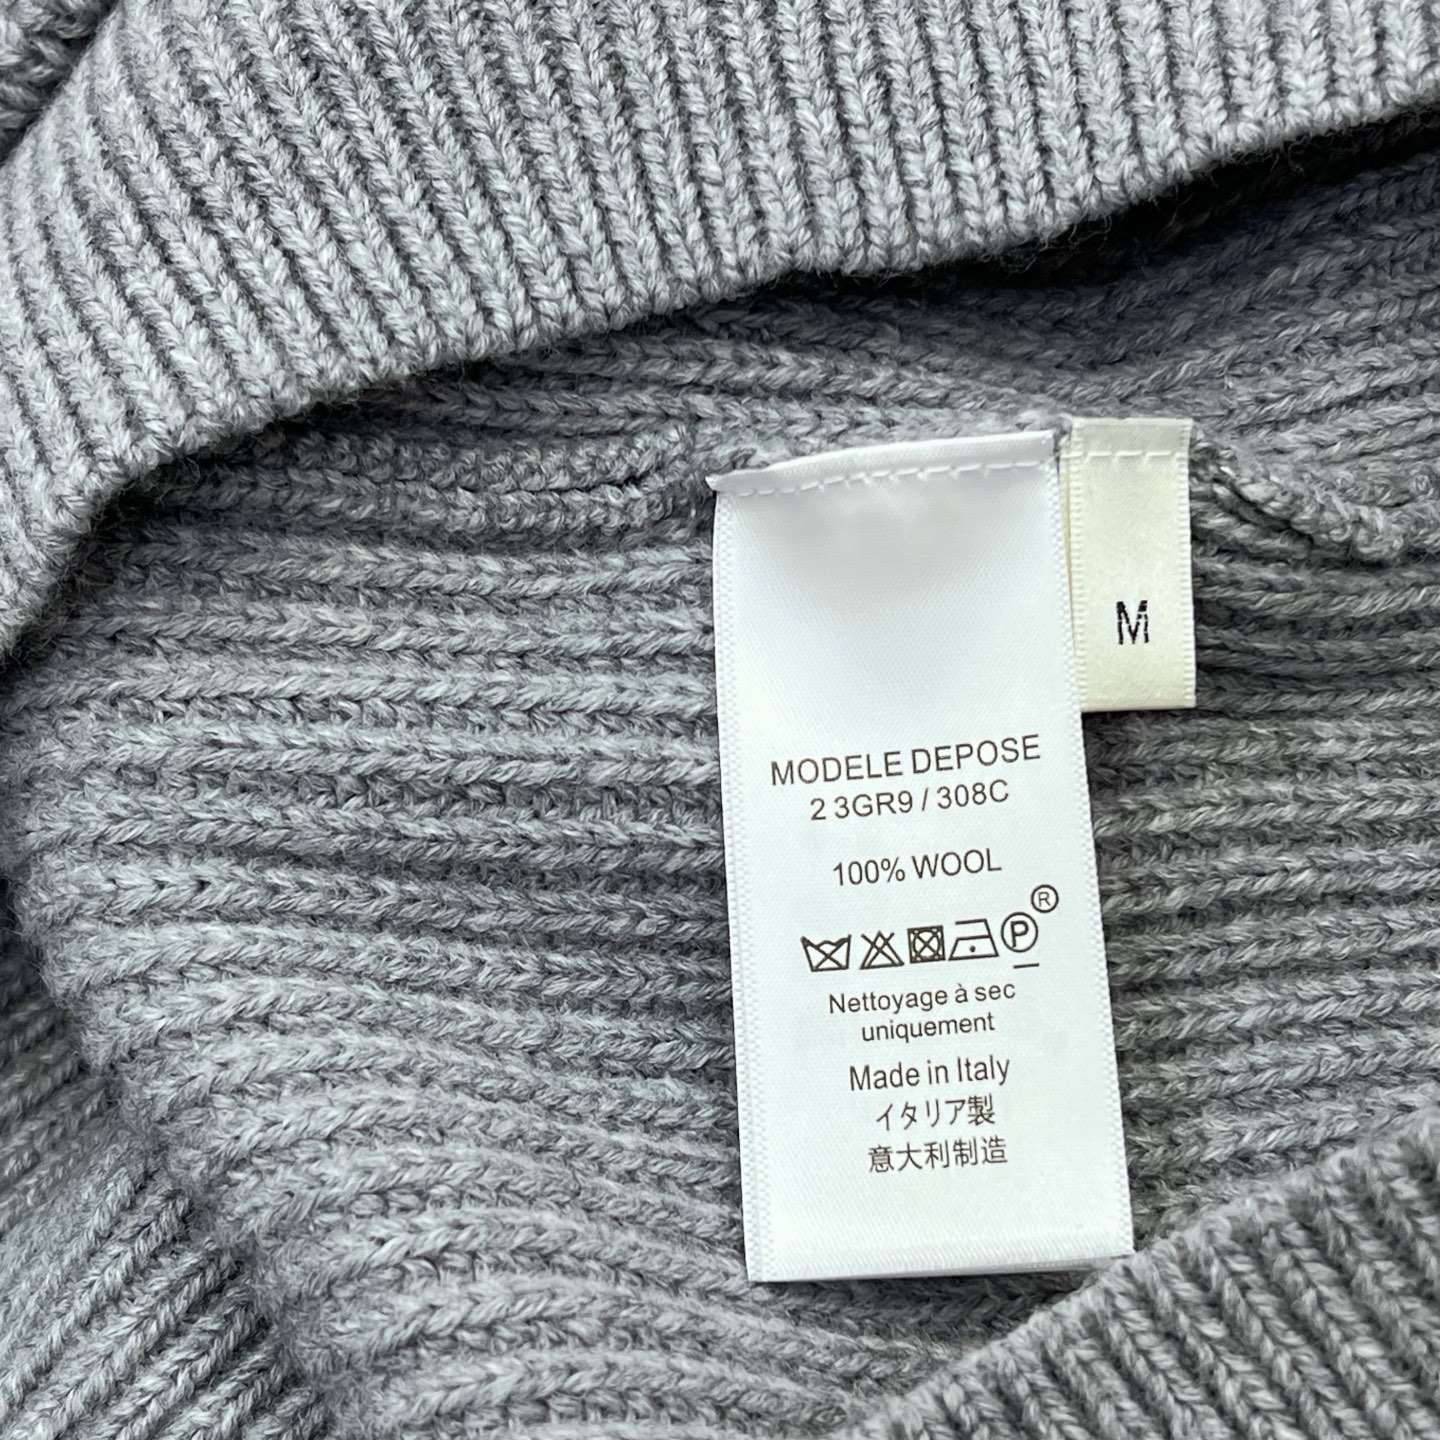 M
MODELE DEPOSE
2 3GR9 / 308C
100% WOOL
P ®
Nettoyage à sec
uniquement
Made in Italy
イタリア製
意大利制造